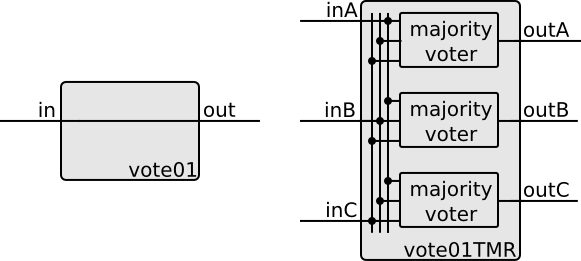 in
out
vote01
inA
majority
voter
outA
inB
majority
voter
outB
inC
majority
voter
outC
vote01TMR